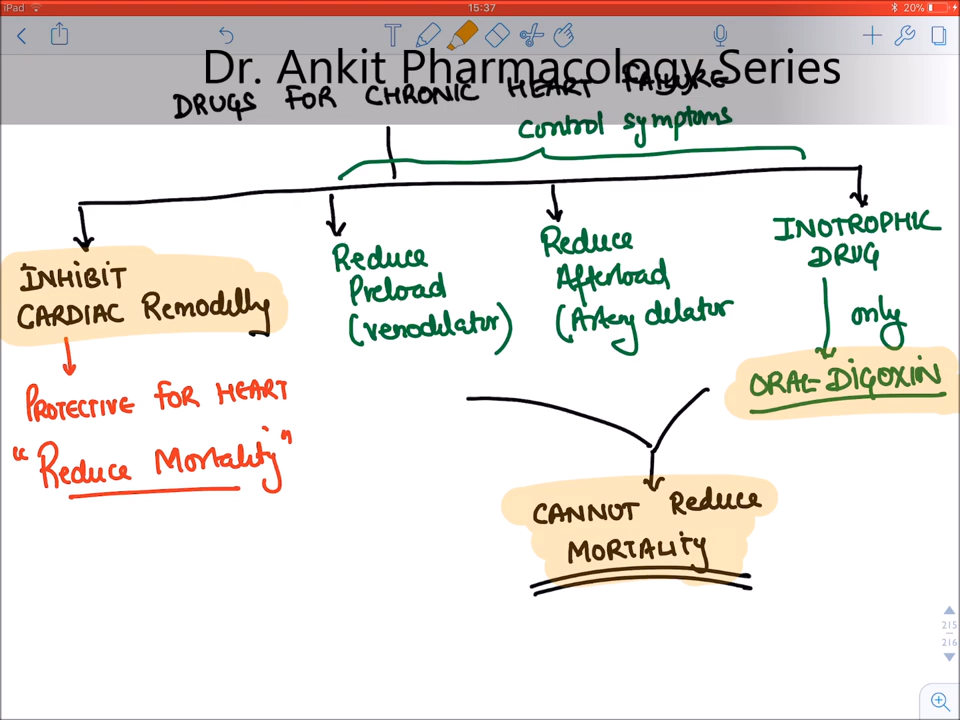 iPad
15:37
20%
Dr. Ankit Pharmacology Series
DRUGS FOR CHRONIC HEART FAILURE
Control symptoms
INHIBIT
CARDIAC Remodelly
PROTECTIVE FOR HEART
"Reduce Mortality"
Reduce
Preload
(venodelator)
Reduce
Afterload
(Artery delator
INOTROPHIC
DRUG
only
ORAL DIGOXIN
CANNOT Reduce
MORTALITY
T
215
216